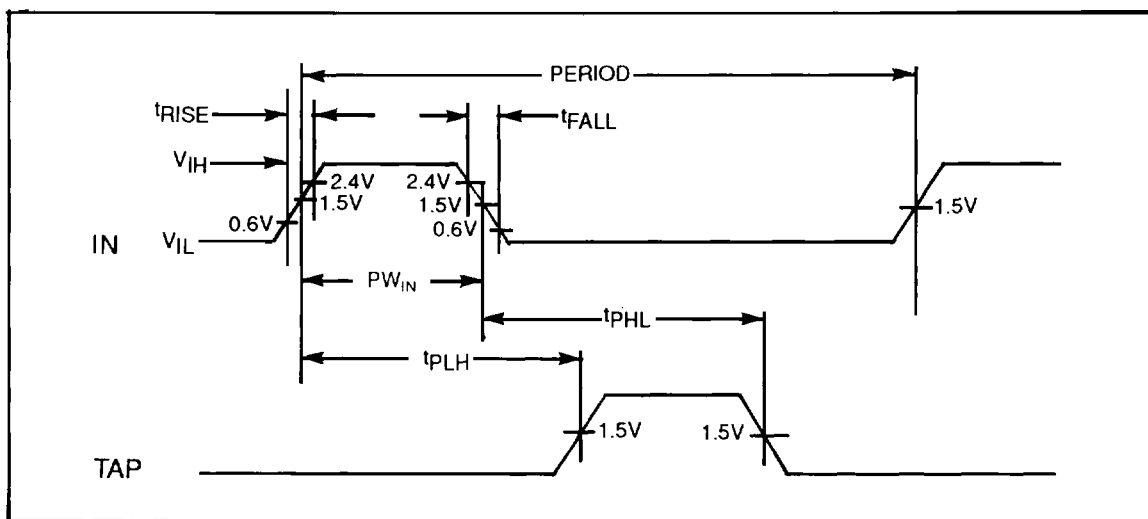 PERIOD
tRISE
tFALL
VIH
2.4V 2.4V
1.5V 1.5V 1.5V
0.6V 0.6V
IN VIL
PWIN
tPHL
tPLH
1.5V 1.5V
TAP